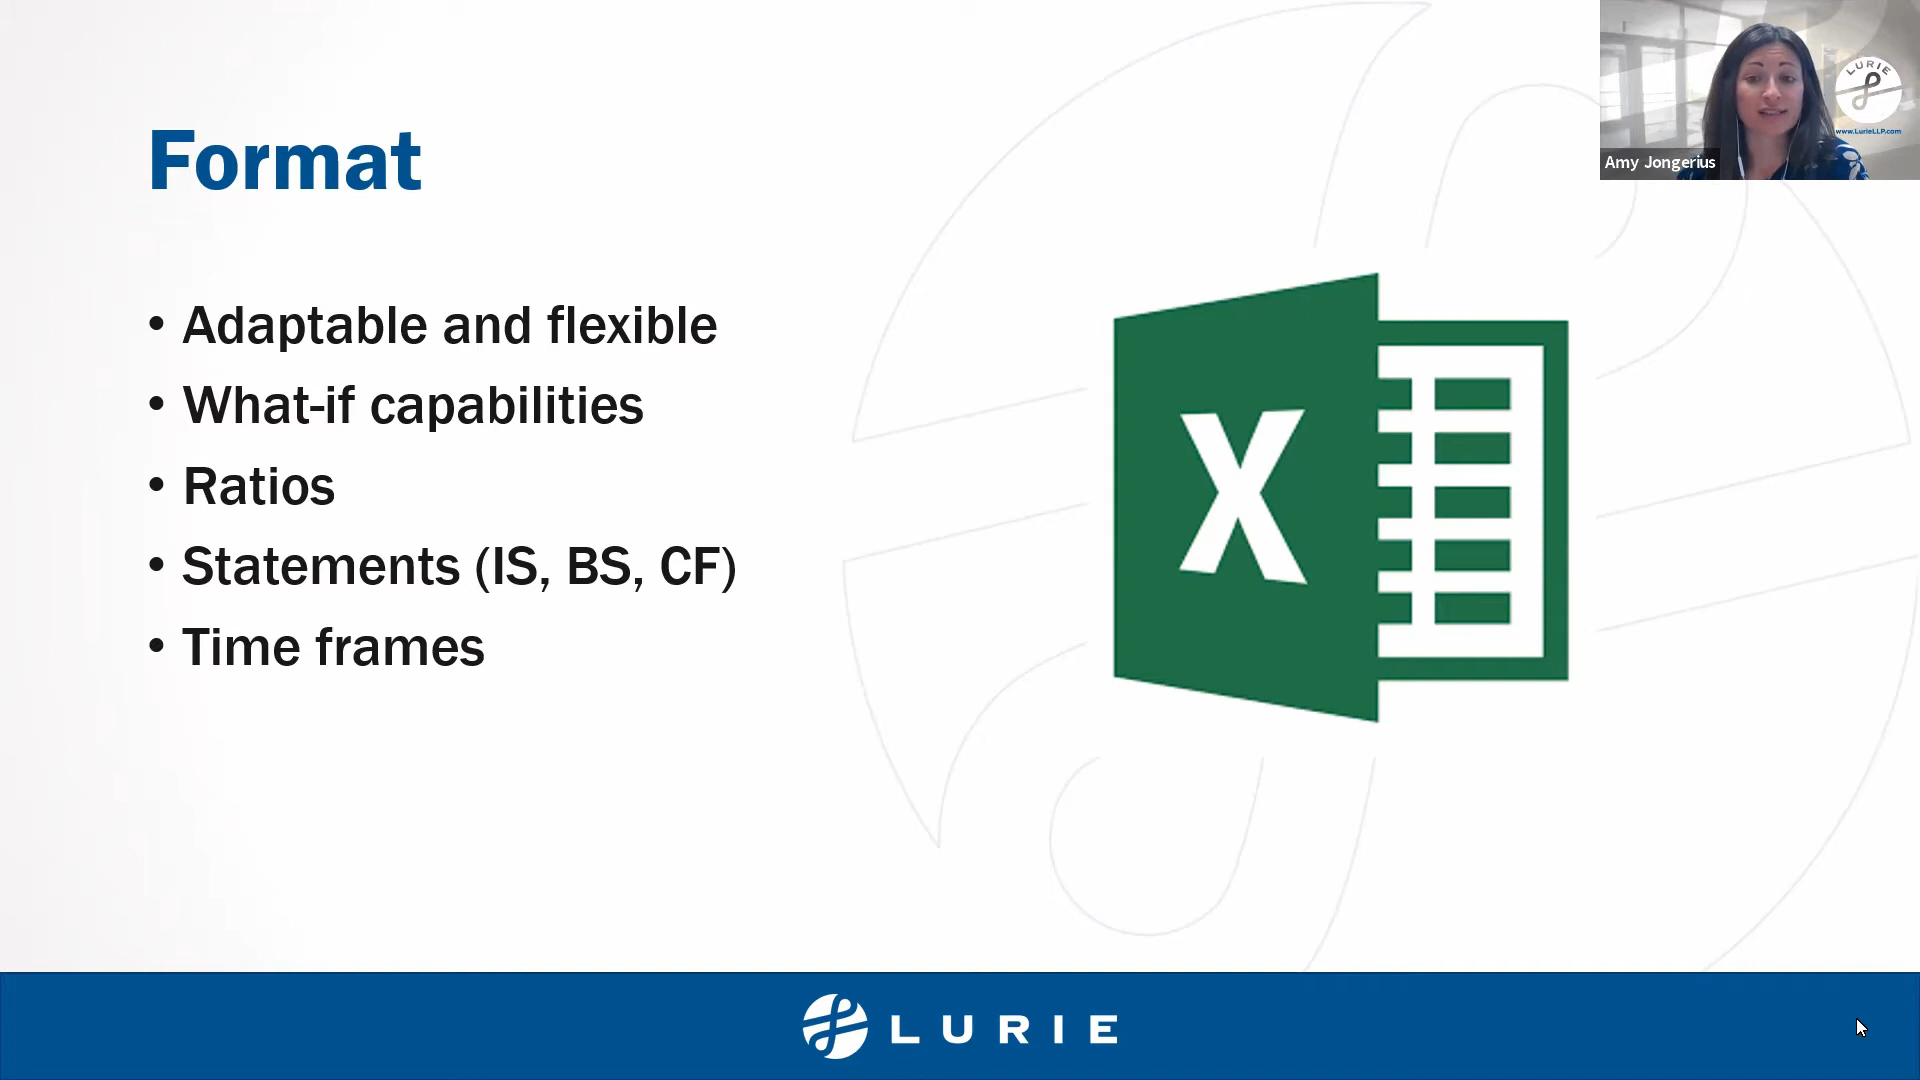 Format
• Adaptable and flexible
• What-if capabilities
• Ratios
• Statements (IS, BS, CF)
• Time frames
X
LURIE
www.LurieLLP.com
Amy Jongerius
LURIE